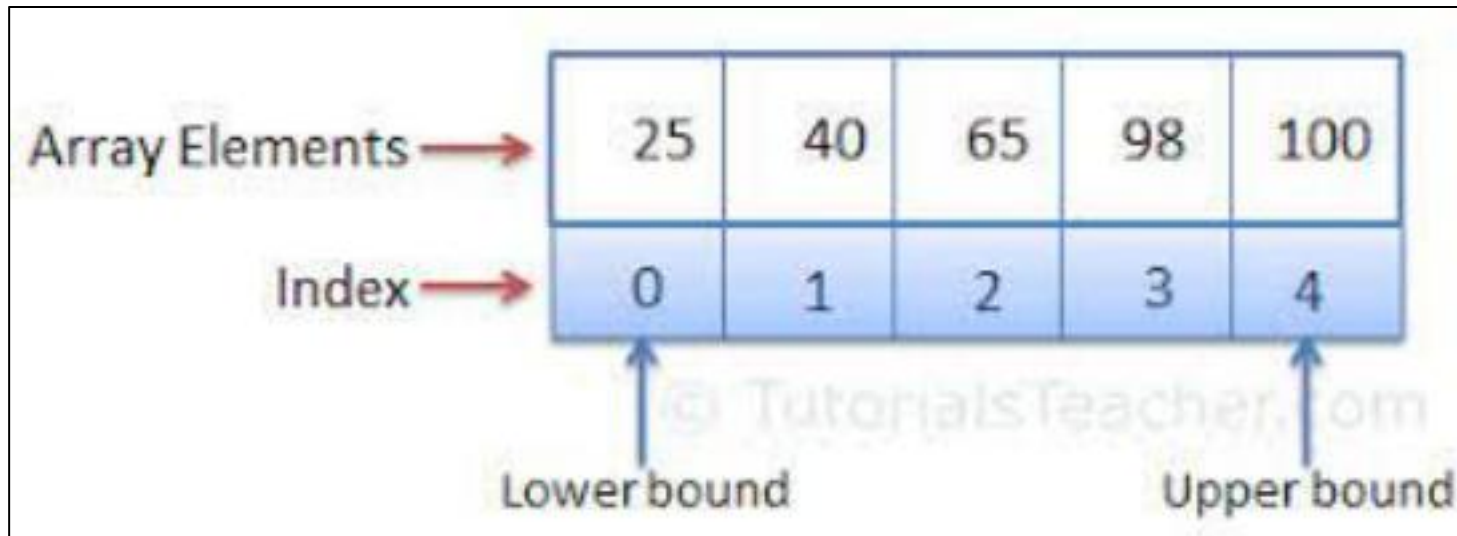 Array Elements 25 40 65 98 100
Index 0 1 2 3 4
© TutorialsTeacher.com
Lower bound Upper bound